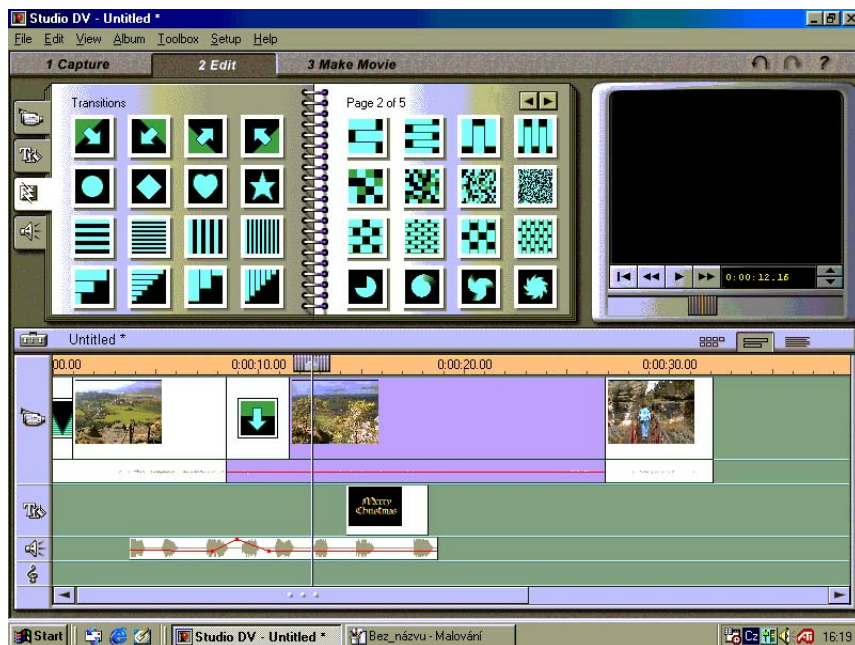 Studio DV - Untitled *
File Edit View Album Toolbox Setup Help
1 Capture 2 Edit 3 Make Movie ?
Transitions
Page 2 of 5
0:00:12.16
Untitled *
00.00 0:00:10.00 0:00:20.00 0:00:30.00
Merry
Christmas
Start Studio DV - Untitled * Bez_názvu - Malování Cz 16:19